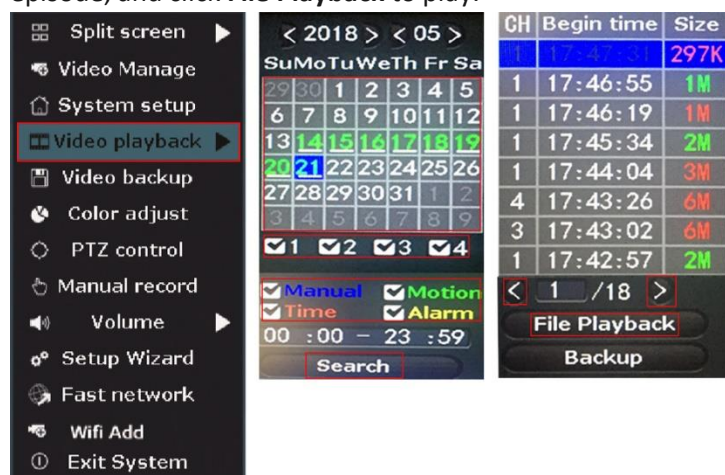 episode, and click File Playback to play.
Split screen
Video Manage
System setup
Video playback
Video backup
Color adjust
PTZ control
Manual record
Volume
Setup Wizard
Fast network
Wifi Add
Exit System
< 2018 > < 05 >
Su Mo Tu We Th Fr Sa
29 30 1 2 3 4 5
6 7 8 9 10 11 12
13 14 15 16 17 18 19
20 21 22 23 24 25 26
27 28 29 30 31 1 2
3 4 5 6 7 8 9
1 2 3 4
Manual Motion
Time Alarm
00 :00 - 23 :59
Search
CH Begin time Size
1 17:47:31 297K
1 17:46:55 1M
1 17:46:19 1M
1 17:45:34 2M
1 17:44:04 3M
4 17:43:26 6M
3 17:43:02 6M
1 17:42:57 2M
< 1 /18 >
File Playback
Backup